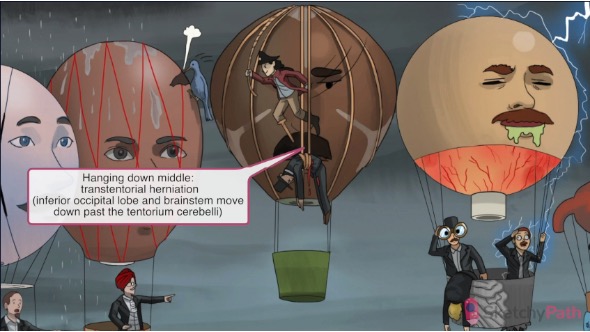 Hanging down middle:
transtentorial herniation
(inferior occipital lobe and brainstem move
down past the tentorium cerebelli)
SketchyPath